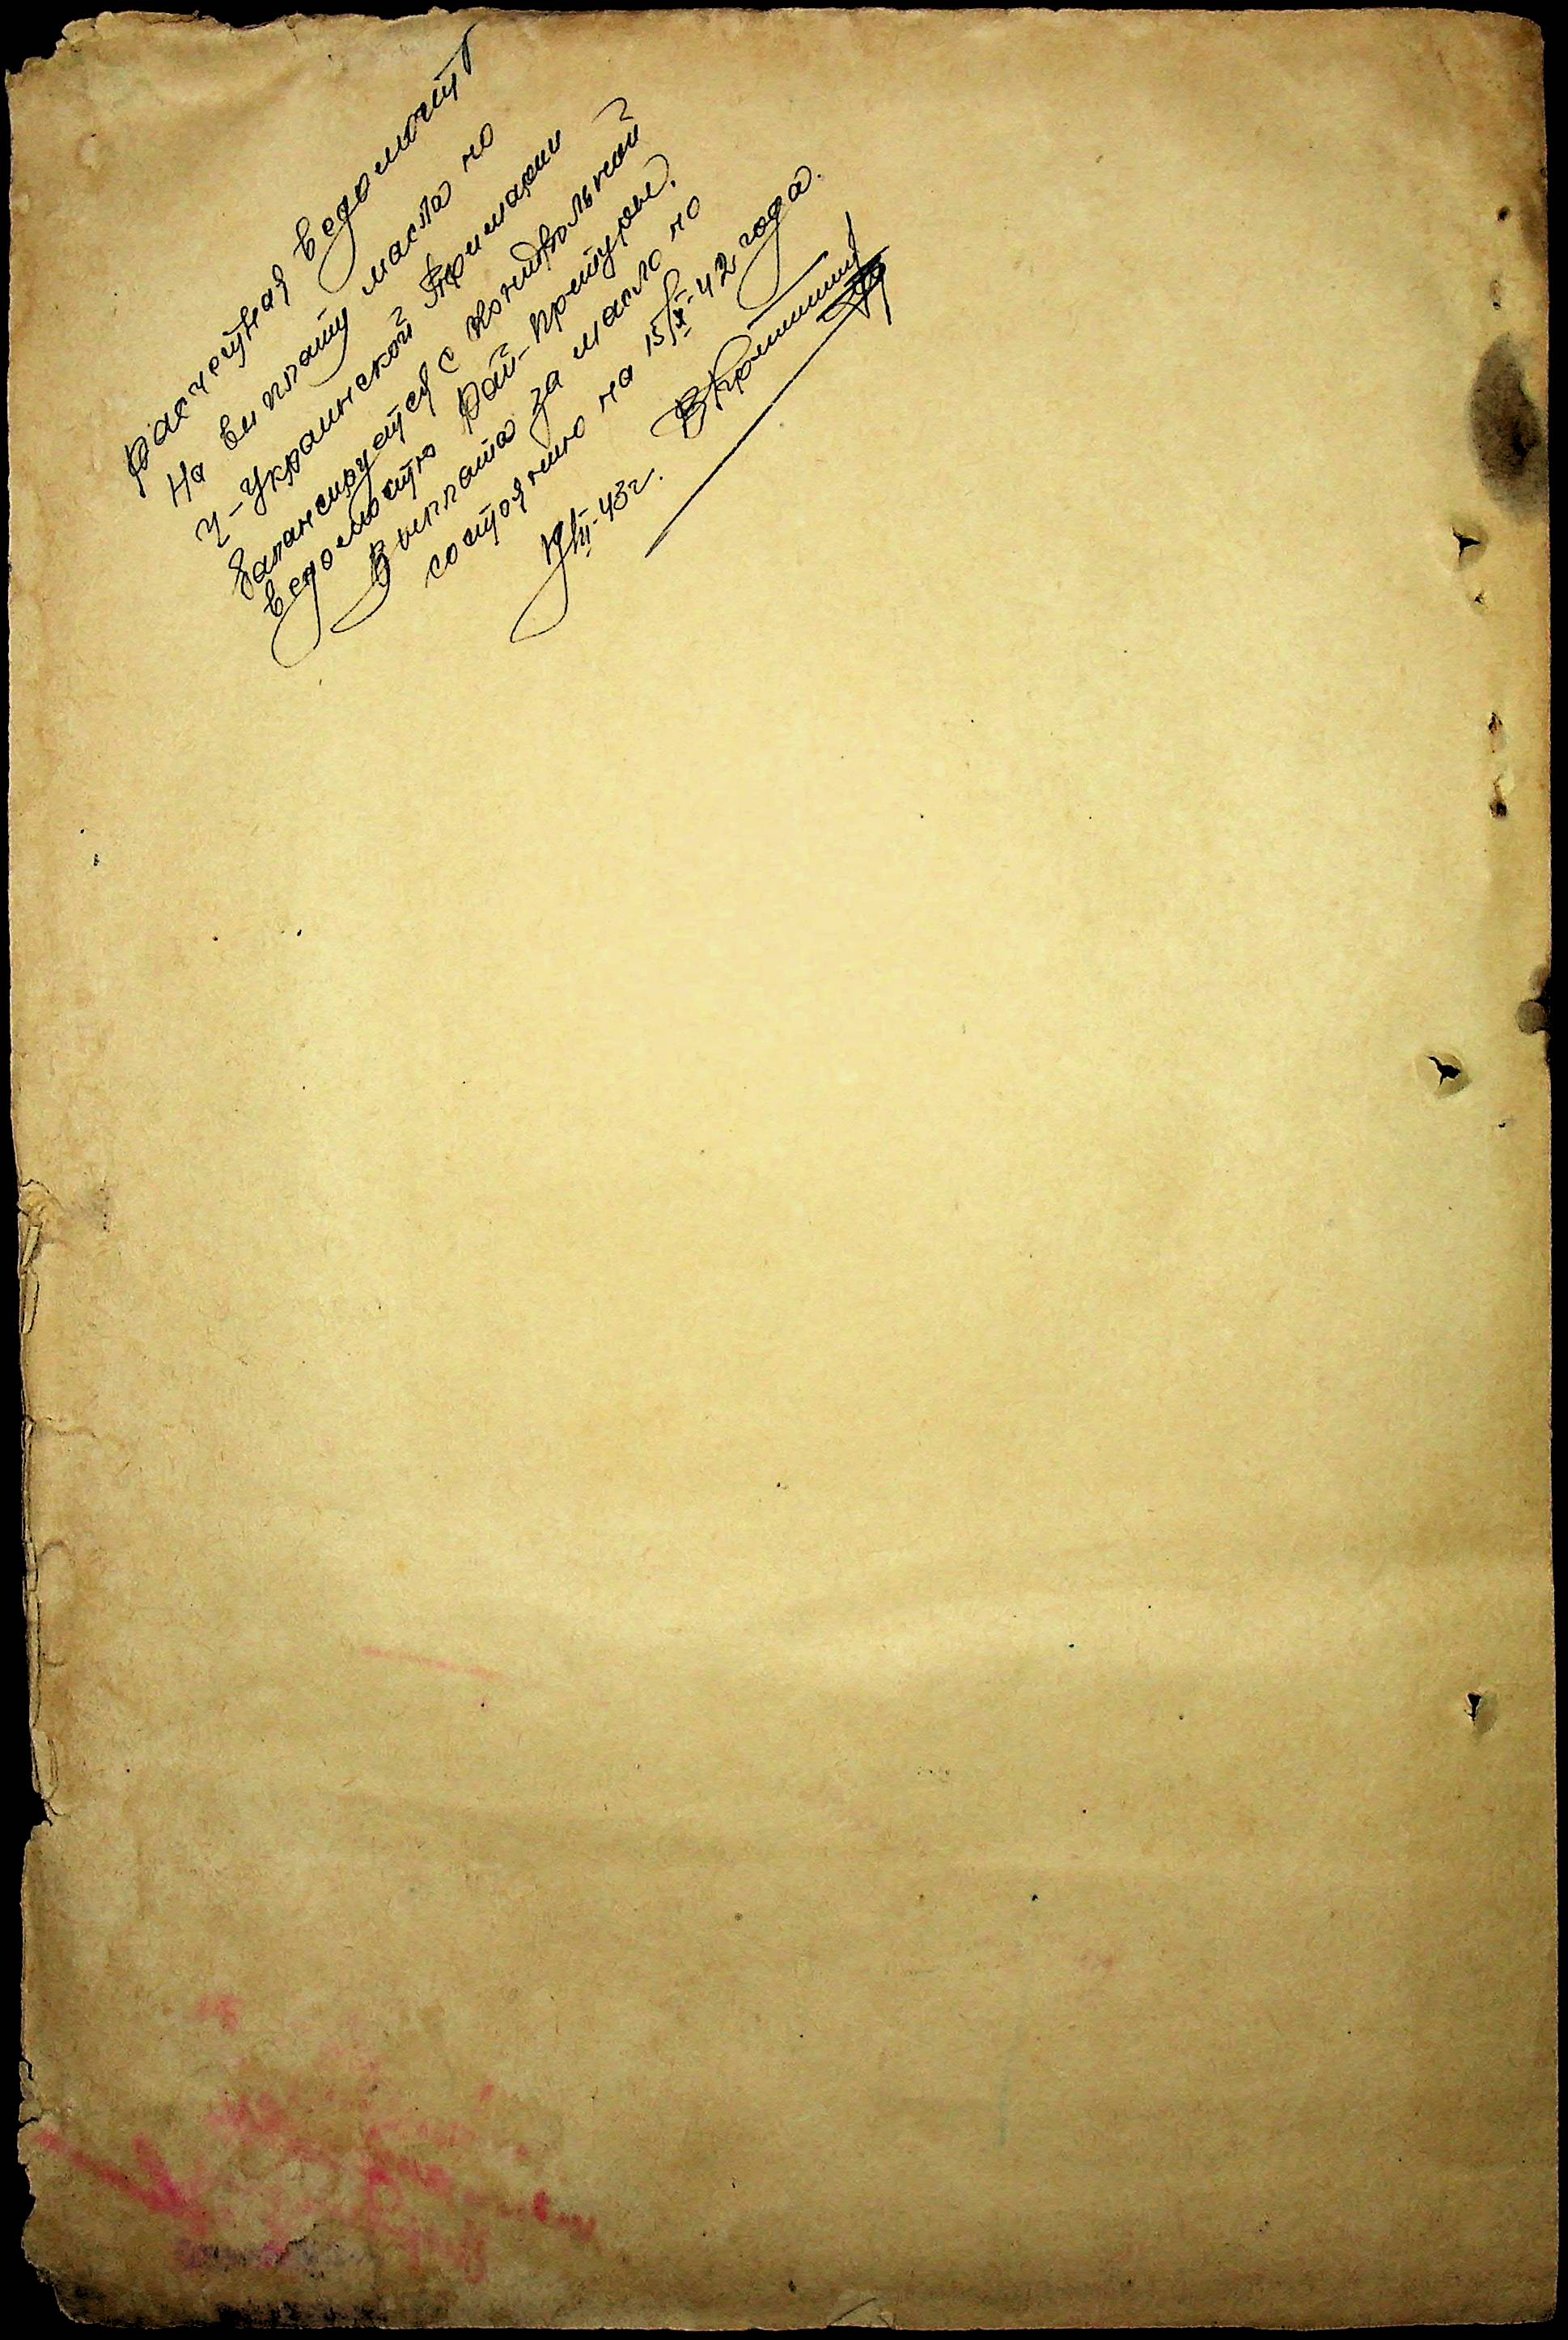 Расчетная ведомость
на выплату масла по
У-Украинской Примарии
балансируется с контрольной
ведомостью Рай-Претуры.
Выплата за масло по
состоянию на 15/X-42 года.
19/III-43г.